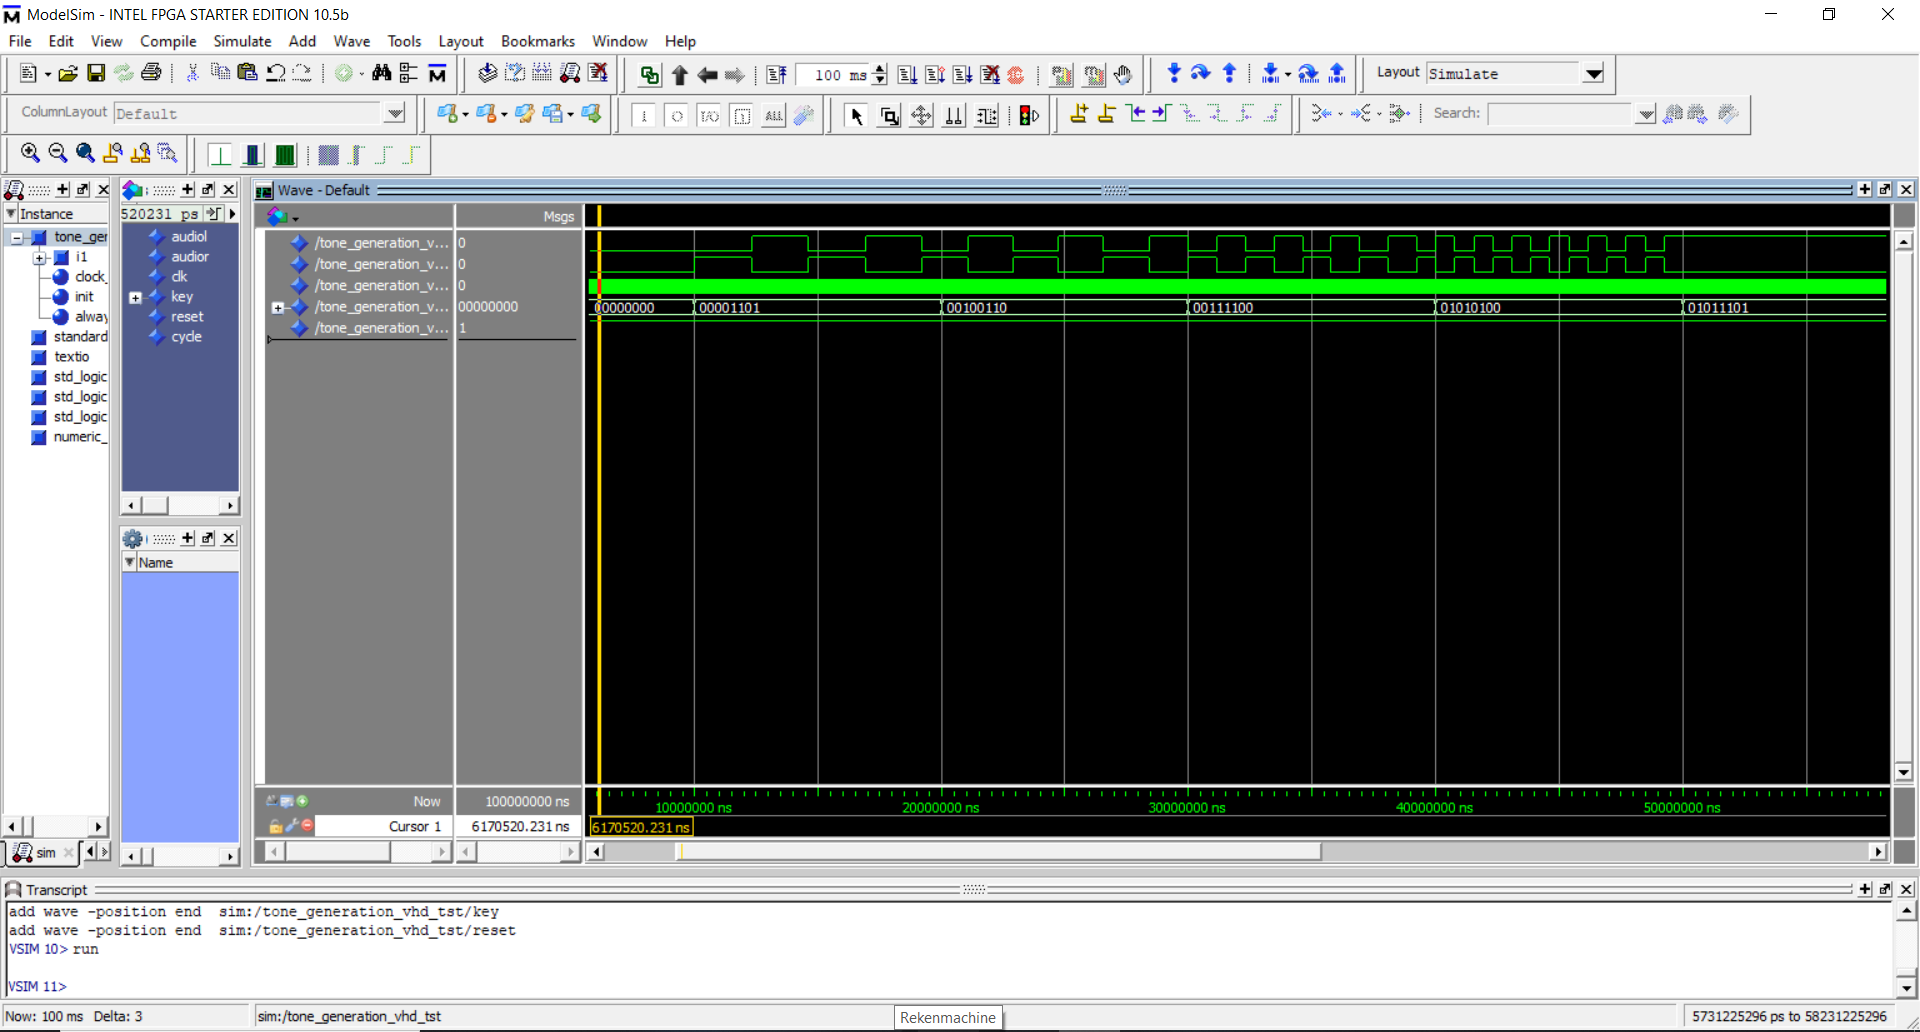 ModelSim - INTEL FPGA STARTER EDITION 10.5b
File Edit View Compile Simulate Add Wave Tools Layout Bookmarks Window Help
100 ms
Layout Simulate
ColumnLayout Default
ALL
Search:
Instance
tone_ger
i1
clock_
init
alway
standard
textio
std_logic
std_logic
std_logic
numeric_
sim
520231 ps
audiol
audior
clk
key
reset
cycle
Name
Wave - Default
Msgs
/tone_generation_v... 0
/tone_generation_v... 0
/tone_generation_v... 0
/tone_generation_v... 00000000
/tone_generation_v... 1
00000000 00001101 00100110 00111100 01010100 01011101
Now 100000000 ns
10000000 ns 20000000 ns 30000000 ns 40000000 ns 50000000 ns
Cursor 1 6170520.231 ns
6170520.231 ns
Transcript
add wave -position end sim:/tone_generation_vhd_tst/key
add wave -position end sim:/tone_generation_vhd_tst/reset
VSIM 10> run
VSIM 11>
Now: 100 ms Delta: 3
sim:/tone_generation_vhd_tst
Rekenmachine
5731225296 ps to 58231225296